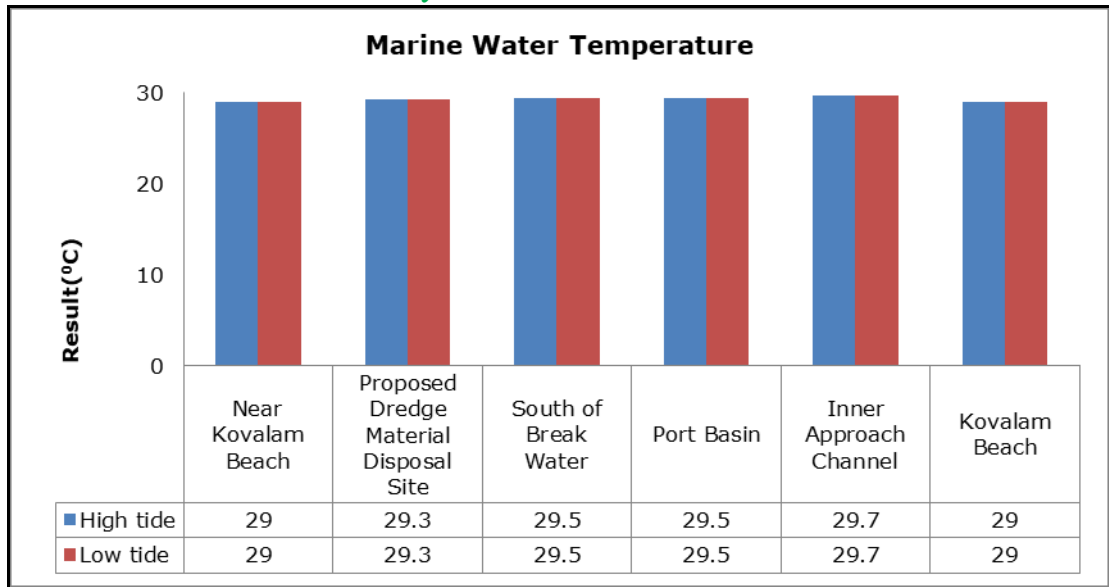 Marine Water Temperature
Result(⁰C)
30
20
10
0
Near
Kovalam
Beach
Proposed
Dredge
Material
Disposal
Site
South of
Break
Water
Port Basin
Inner
Approach
Channel
Kovalam
Beach
High tide 29 29.3 29.5 29.5 29.7 29
Low tide 29 29.3 29.5 29.5 29.7 29